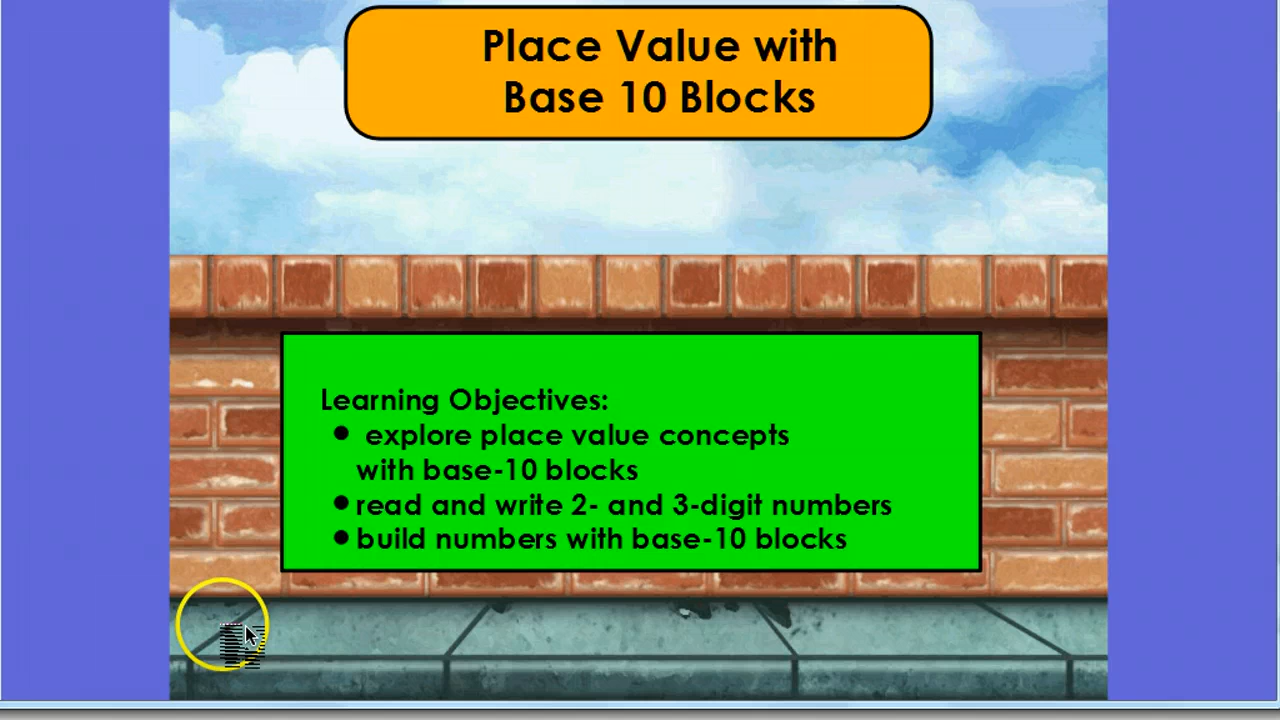 Place Value with
Base 10 Blocks
Learning Objectives:
● explore place value concepts
with base-10 blocks
● read and write 2- and 3-digit numbers
● build numbers with base-10 blocks